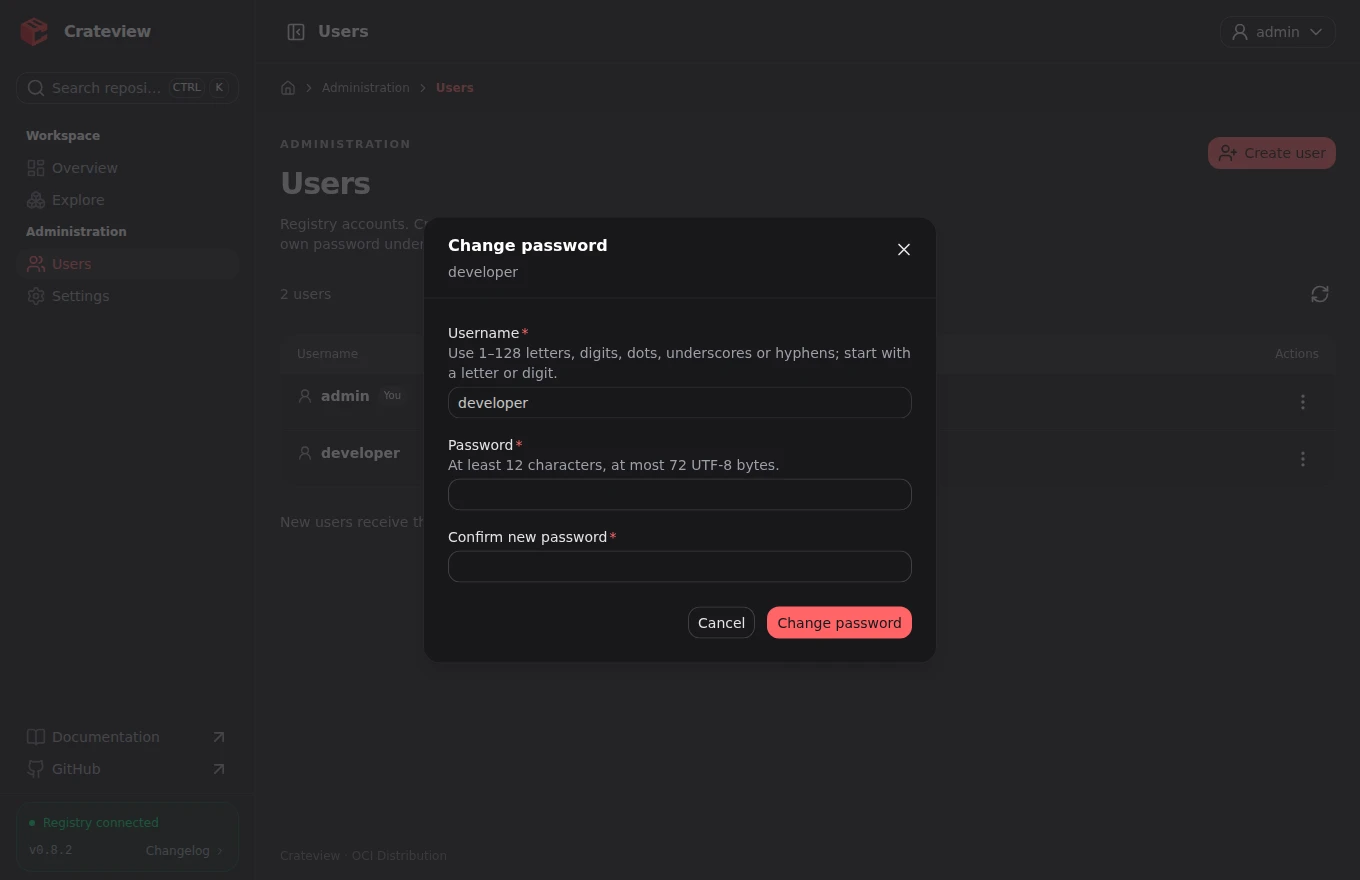 Crateview
Users
admin
Search reposi...
CTRL
K
Administration
Users
Workspace
Overview
Explore
Administration
Users
Settings
ADMINISTRATION
Create user
Users
Registry accounts.
own password under
2 users
Username
Actions
admin
You
developer
New users receive
Change password
developer
Username*
Use 1–128 letters, digits, dots, underscores or hyphens; start with
a letter or digit.
developer
Password*
At least 12 characters, at most 72 UTF-8 bytes.
Confirm new password*
Cancel
Change password
Documentation
GitHub
Registry connected
v0.8.2
Changelog
Crateview · OCI Distribution